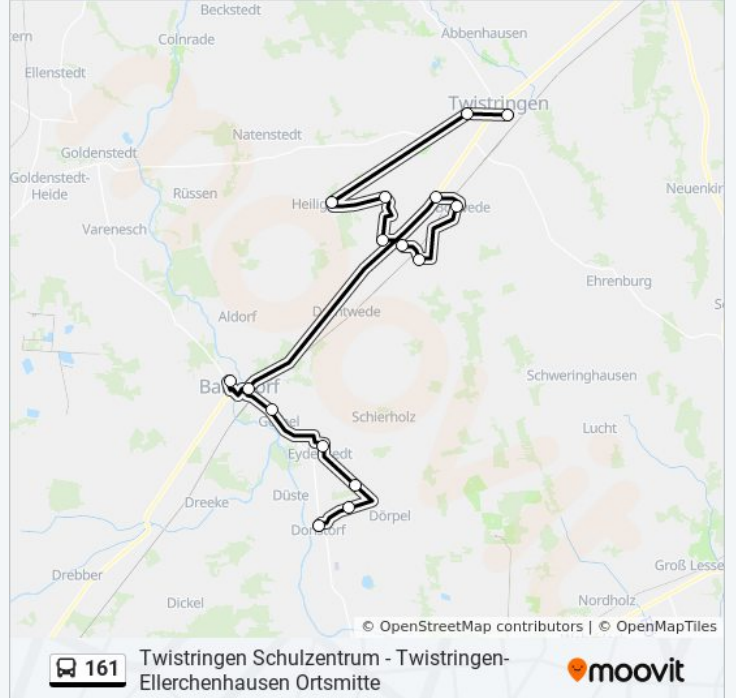 Beckstedt
Colnrade
Abbenhausen
Ellenstedt
Twistringen
Natenstedt
Goldenstedt
Goldenstedt-
Heide
Rüssen
Varenesch
Ehrenburg
Aldorf
Schweringhausen
Schierholz
Lucht
Düste
Dreeke
Dörpel
Drebber
Groß Lesse
Dickel
Nordholz
© OpenStreetMap contributors | © OpenMapTiles
161
Twistringen Schulzentrum - Twistringen-
Ellerchenhausen Ortsmitte
moovit